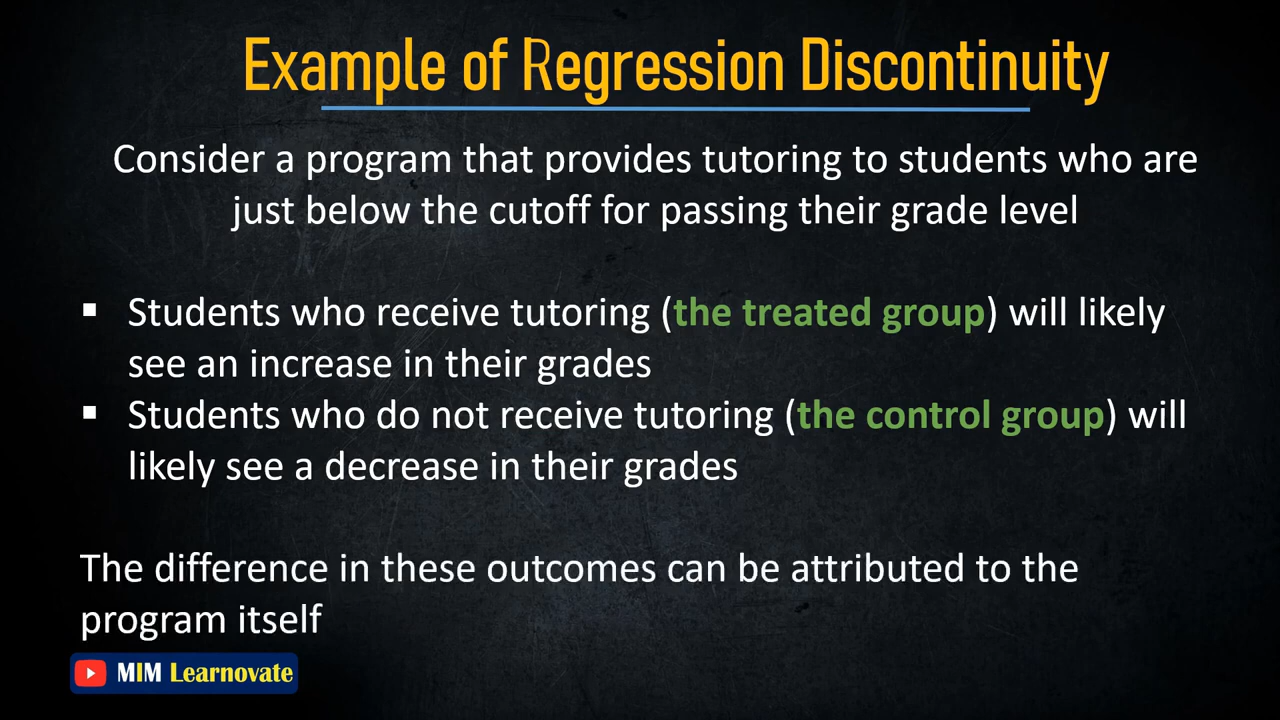 Example of Regression Discontinuity
Consider a program that provides tutoring to students who are
just below the cutoff for passing their grade level
▪ Students who receive tutoring (the treated group) will likely
see an increase in their grades
▪ Students who do not receive tutoring (the control group) will
likely see a decrease in their grades
The difference in these outcomes can be attributed to the
program itself
MIM Learnovate